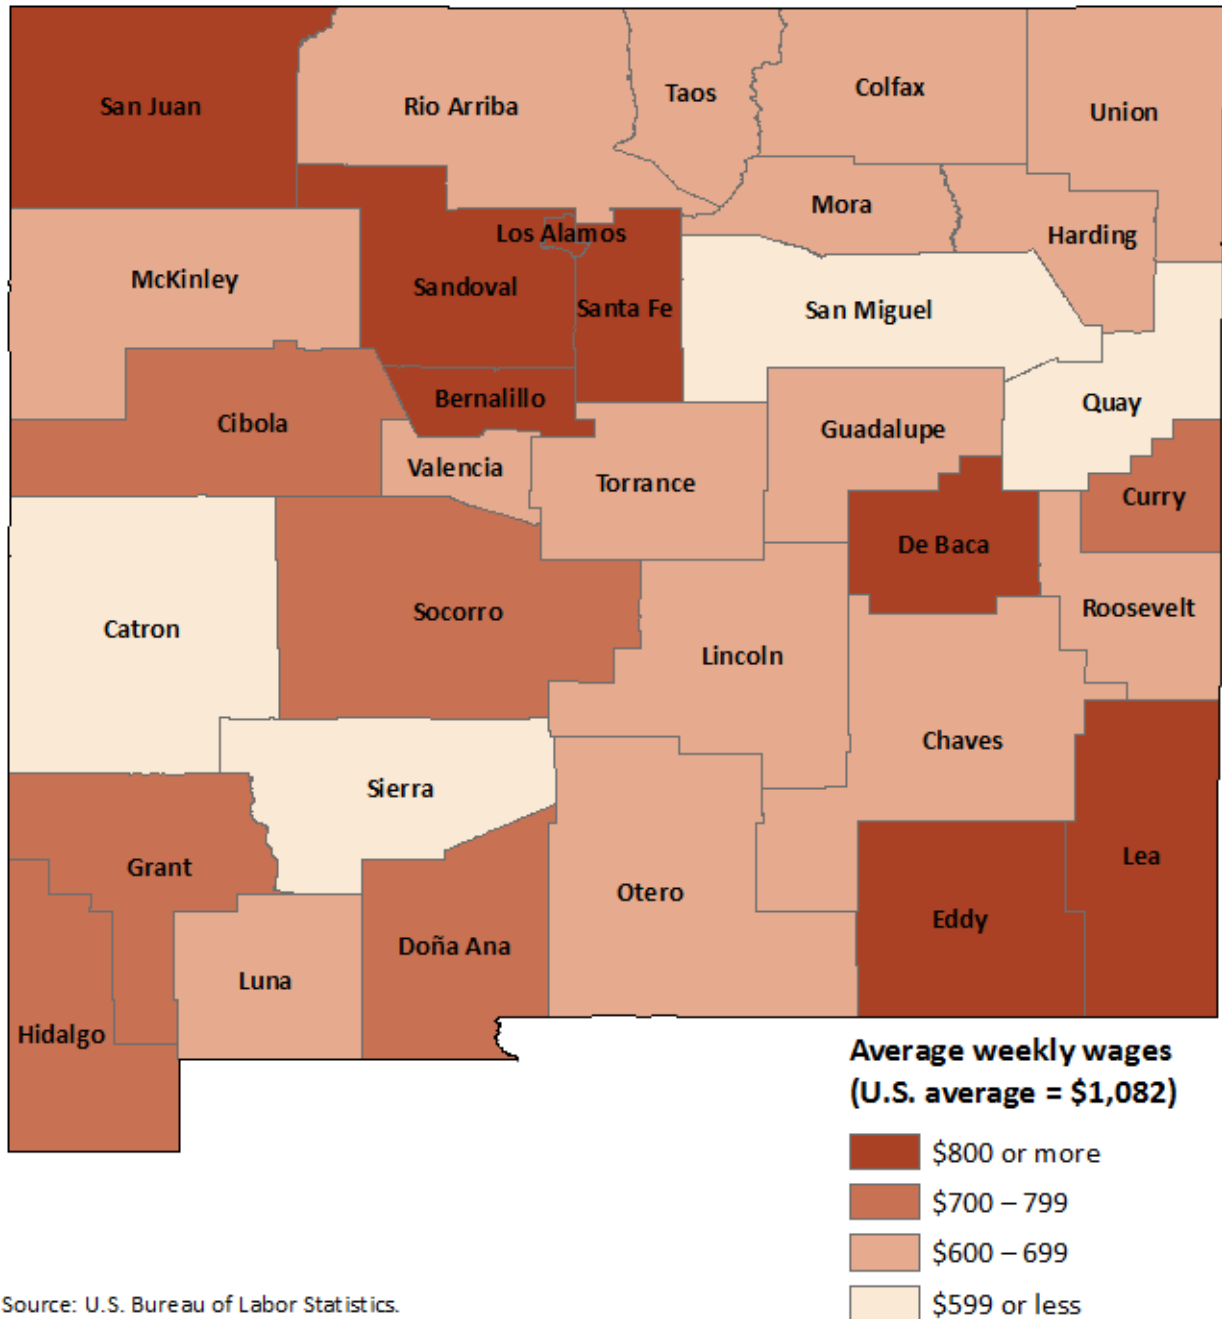 San Juan
Rio Arriba
Taos
Colfax
Union
Mora
Harding
Los Alamos
McKinley
Sandoval
Santa Fe
San Miguel
Bernalillo
Quay
Cibola
Guadalupe
Valencia
Torrance
Curry
De Baca
Socorro
Roosevelt
Catron
Lincoln
Chaves
Sierra
Lea
Grant
Otero
Eddy
Doña Ana
Luna
Hidalgo
Average weekly wages
(U.S. average = $1,082)
$800 or more
$700 – 799
$600 – 699
$599 or less
Source: U.S. Bureau of Labor Statistics.